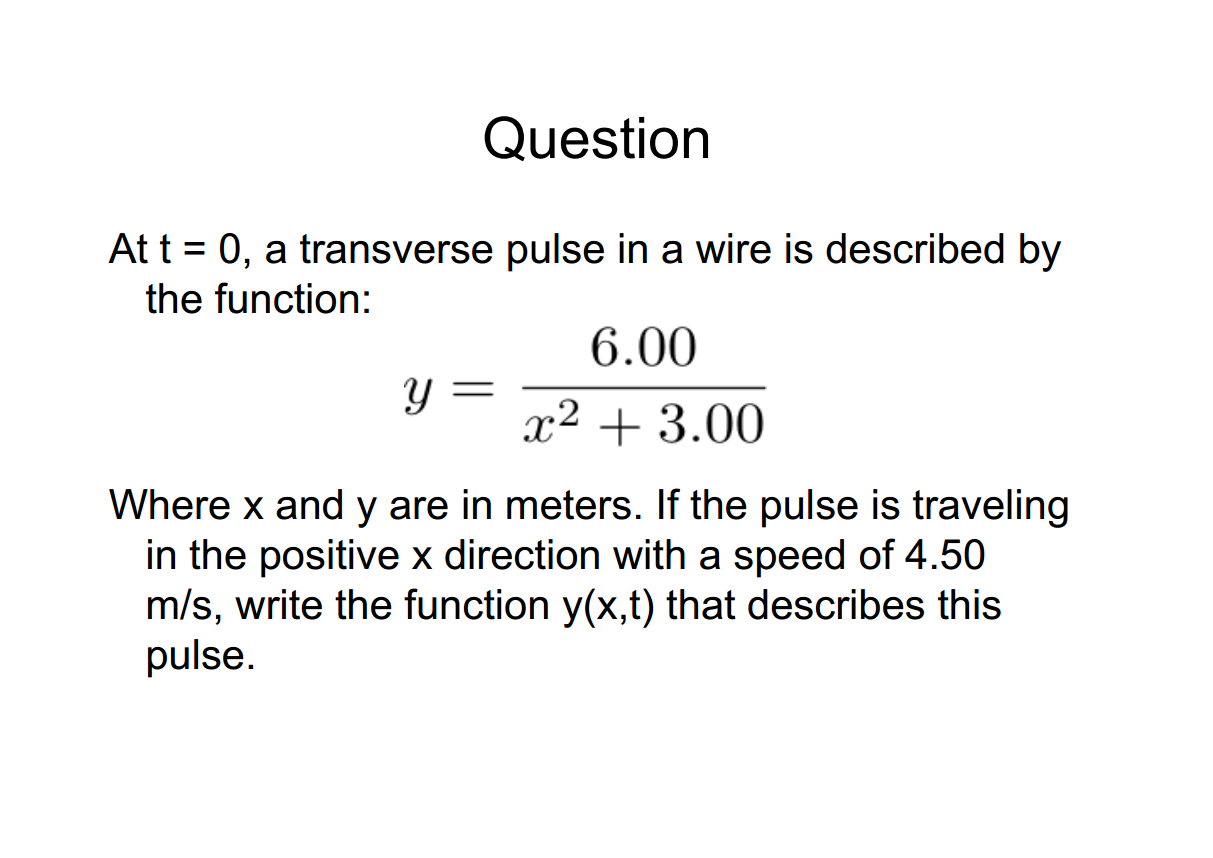 Question
At t = 0, a transverse pulse in a wire is described by
the function:
y = 6.00 / (x² + 3.00)
Where x and y are in meters. If the pulse is traveling
in the positive x direction with a speed of 4.50
m/s, write the function y(x,t) that describes this
pulse.